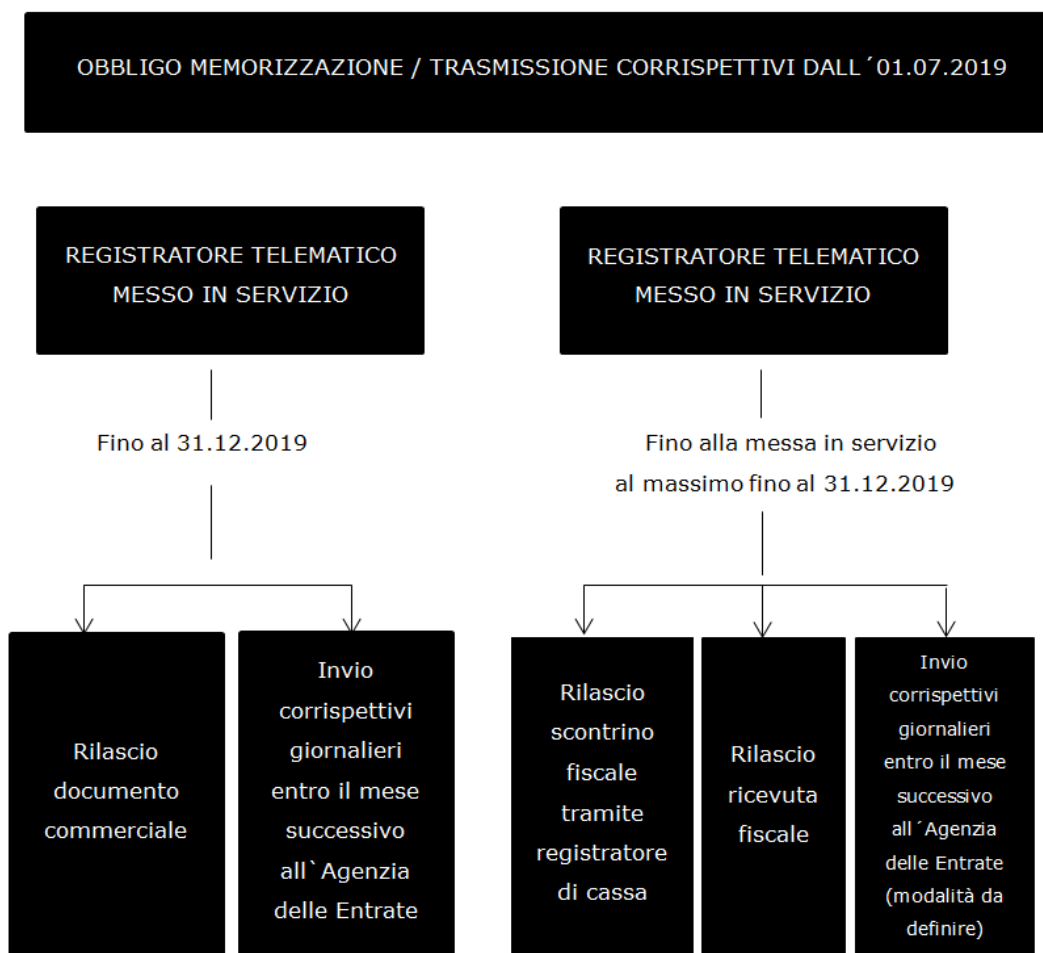 OBBLIGO MEMORIZZAZIONE / TRASMISSIONE CORRISPETTIVI DALL´01.07.2019
REGISTRATORE TELEMATICO
MESSO IN SERVIZIO
REGISTRATORE TELEMATICO
MESSO IN SERVIZIO
Fino al 31.12.2019
Fino alla messa in servizio
al massimo fino al 31.12.2019
Rilascio
documento
commerciale
Invio
corrispettivi
giornalieri
entro il mese
successivo
all`Agenzia
delle Entrate
Rilascio
scontrino
fiscale
tramite
registratore
di cassa
Rilascio
ricevuta
fiscale
Invio
corrispettivi
giornalieri
entro il mese
successivo
all´Agenzia
delle Entrate
(modalità da
definire)